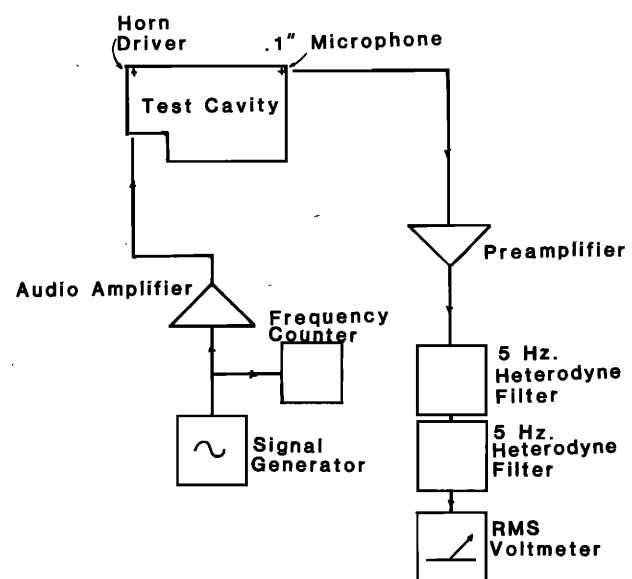 Horn
Driver
.1" Microphone
Test Cavity
Preamplifier
Audio Amplifier
Frequency
Counter
5 Hz.
Heterodyne
Filter
5 Hz.
Heterodyne
Filter
Signal
Generator
RMS
Voltmeter